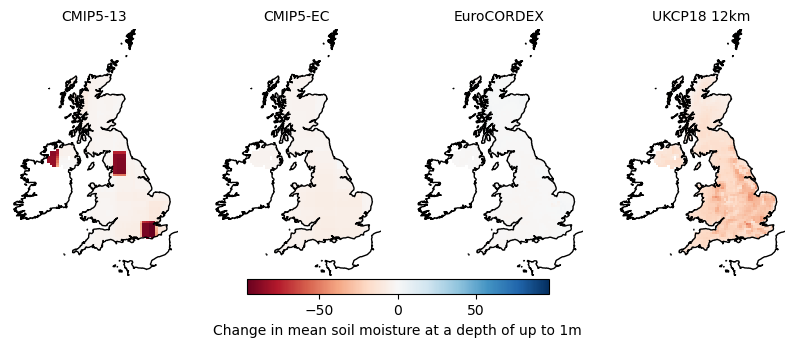 CMIP5-13 CMIP5-EC EuroCORDEX UKCP18 12km
−50 0 50
Change in mean soil moisture at a depth of up to 1m